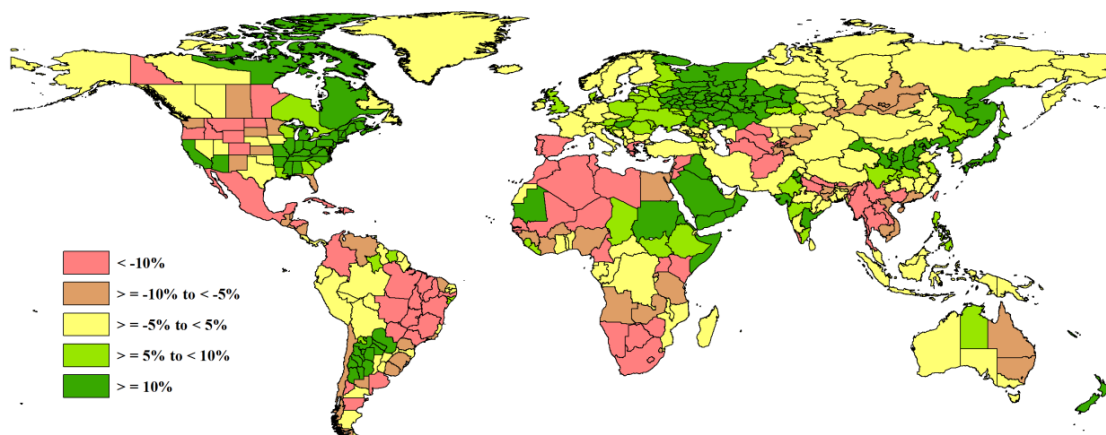 < -10%
> = -10% to < -5%
> = -5% to < 5%
> = 5% to < 10%
> = 10%